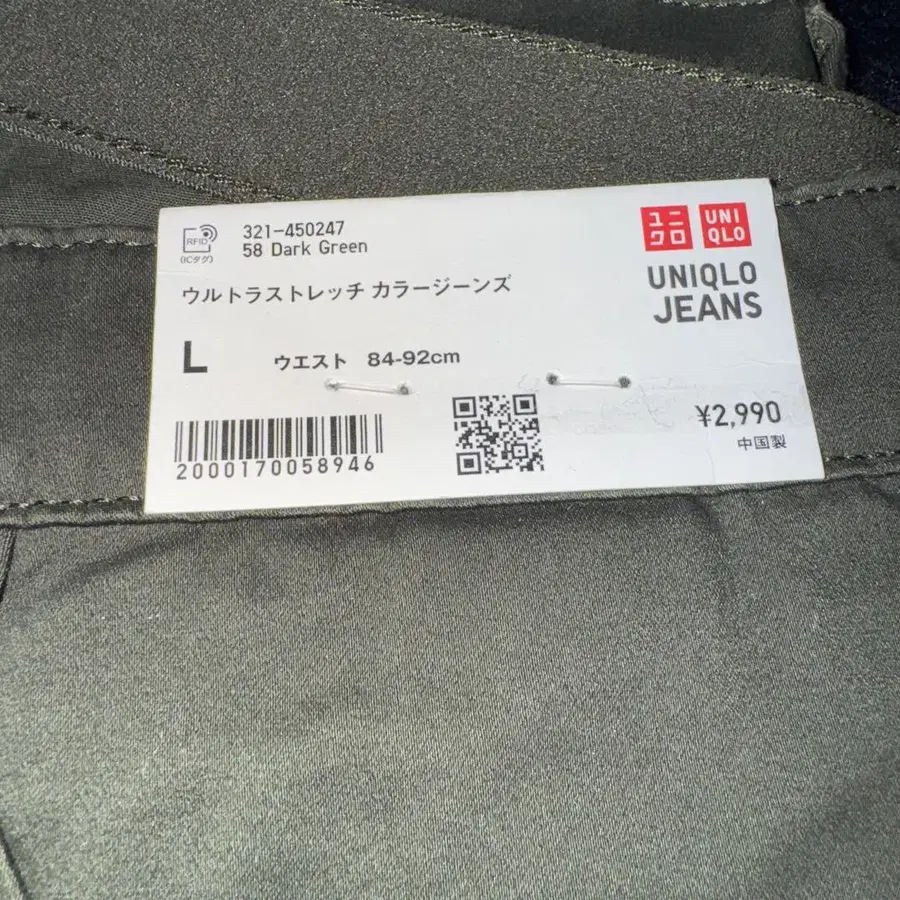 RFID
(ICタグ)
321-450247
58 Dark Green
ウルトラストレッチ カラージーンズ
L
ウエスト 84-92cm
2000170058946
ユニ
クロ
UNI
QLO
UNIQLO
JEANS
¥2,990
中国製